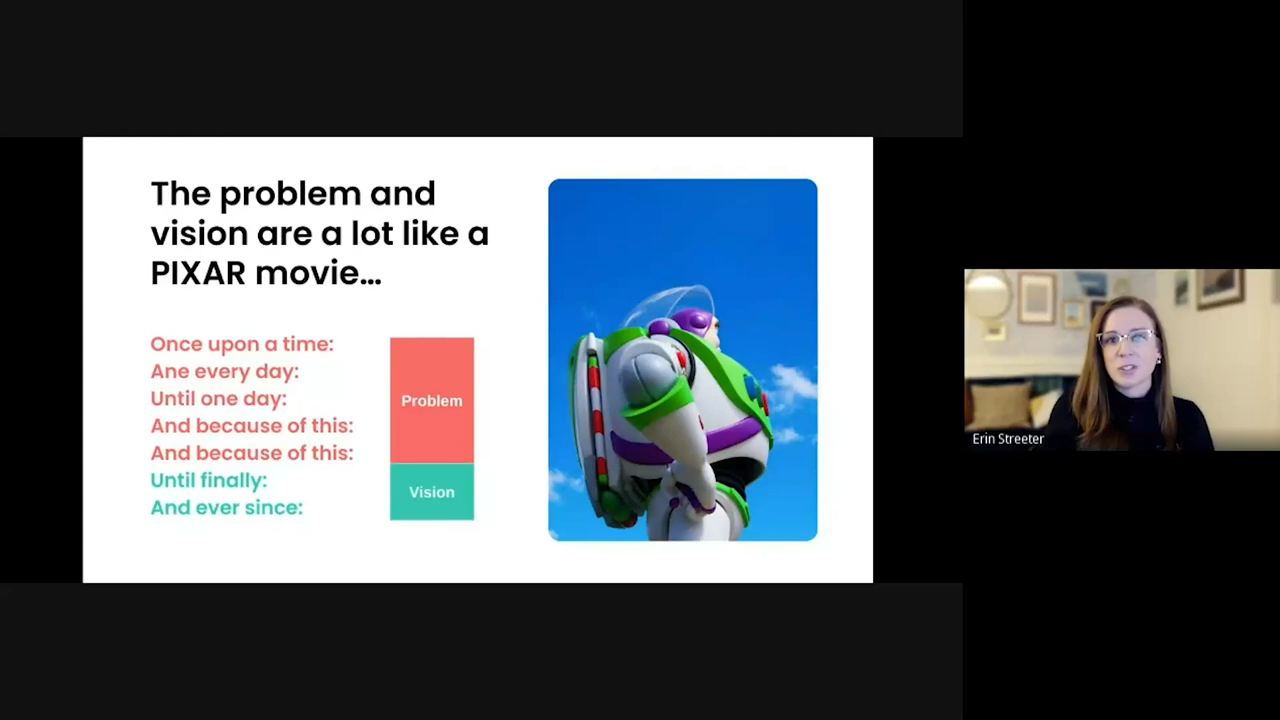 The problem and
vision are a lot like a
PIXAR movie...
Once upon a time:
Ane every day:
Until one day:
And because of this:
And because of this:
Until finally:
And ever since:
Problem
Vision
Erin Streeter